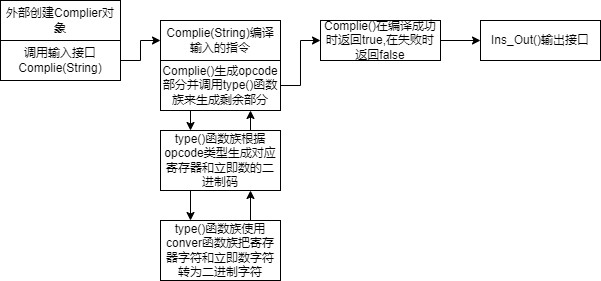 外部创建Complier对
象
调用输入接口
Complie(String)
Complie(String)编译
输入的指令
Complie()生成opcode
部分并调用type()函数
族来生成剩余部分
type()函数族根据
opcode类型生成对应
寄存器和立即数的二
进制码
type()函数族使用
conver函数族把寄存
器字符和立即数字符
转为二进制字符
Complie()在编译成功
时返回true,在失败时
返回false
Ins_Out()输出接口